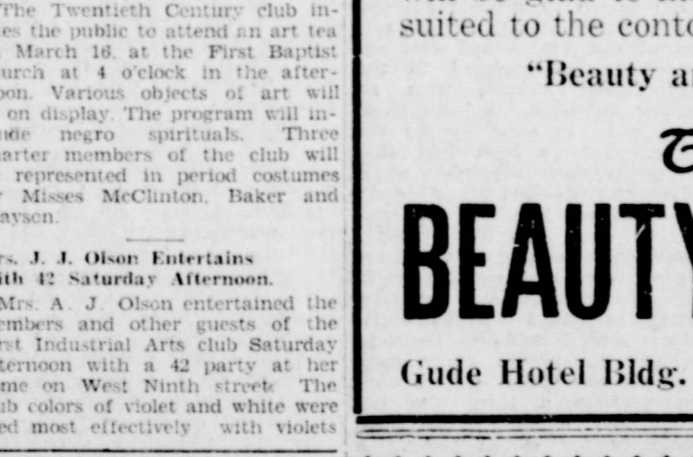 The Twentieth Century club in-
es the public to attend an art tea
March 16, at the First Baptist
urch at 4 o'clock in the after-
oon. Various objects of art will
on display. The program will in-
ude negro spirituals. Three
arter members of the club will
represented in period costumes
Misses McClinton, Baker and
ayson.
rs. J. J. Olson Entertains
ith 42 Saturday Afternoon.
Mrs. A. J. Olson entertained the
embers and other guests of the
rst Industrial Arts club Saturday
ternoon with a 42 party at her
me on West Ninth street. The
ub colors of violet and white were
ed most effectively with violets
suited to the conto
"Beauty a
BEAUTY
Gude Hotel Bldg.